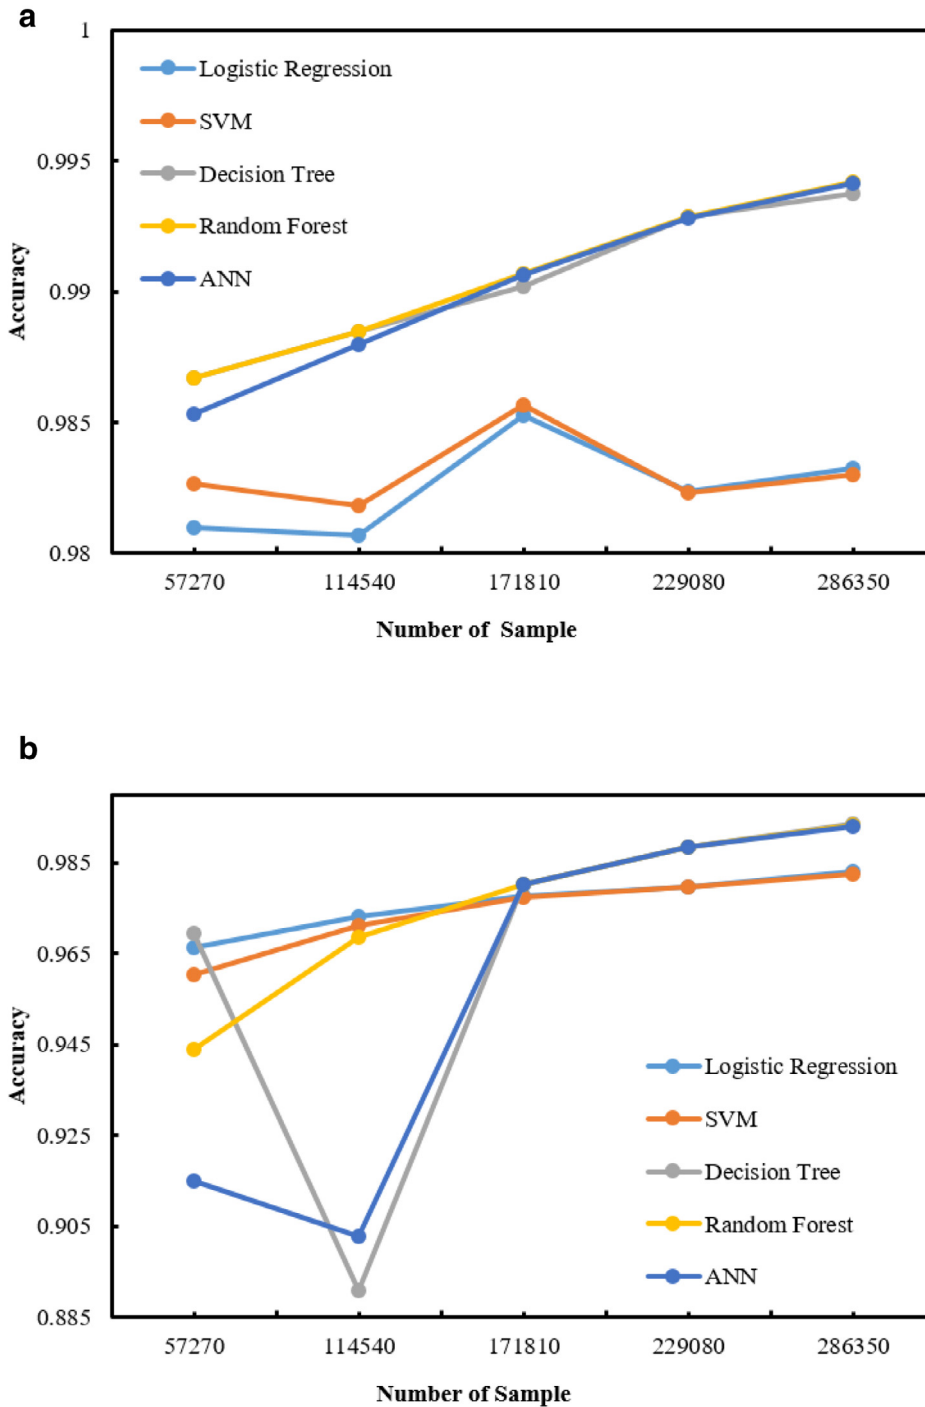 a
1
0.995
0.99
0.985
0.98
Accuracy
Logistic Regression
SVM
Decision Tree
Random Forest
ANN
57270 114540 171810 229080 286350
Number of Sample
b
0.985
0.965
0.945
0.925
0.905
0.885
Accuracy
Logistic Regression
SVM
Decision Tree
Random Forest
ANN
57270 114540 171810 229080 286350
Number of Sample